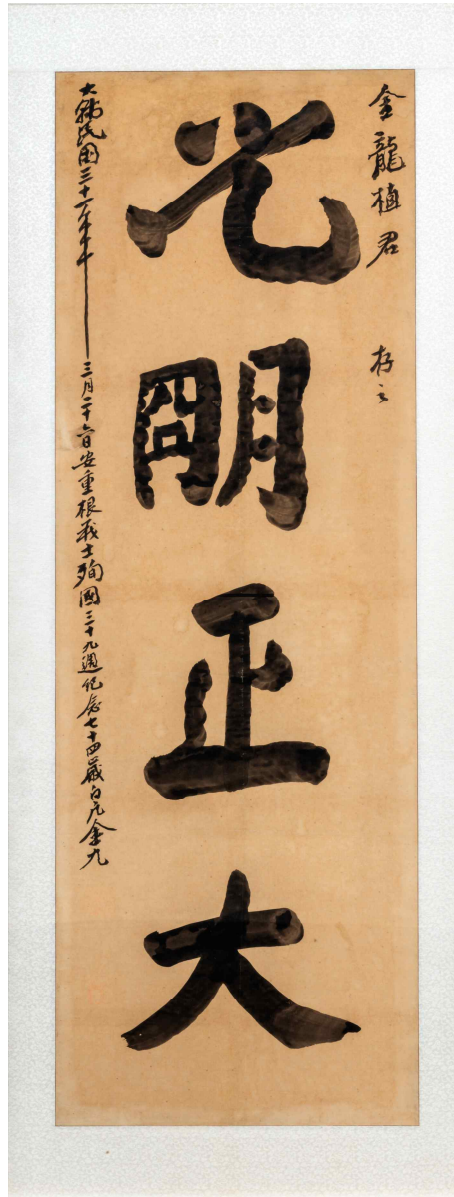 金龍植君 存之
光明正大
大韓民國三十一年三月二十六日安重根義士殉國三十九週紀念七十四歲白凡金九